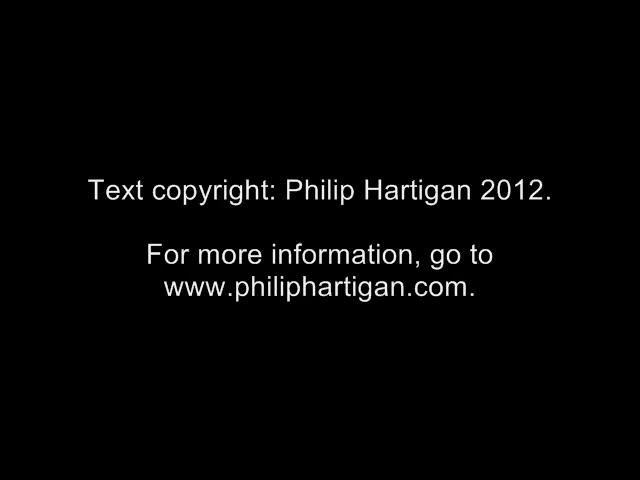 Text copyright: Philip Hartigan 2012.
For more information, go to
www.philiphartigan.com.